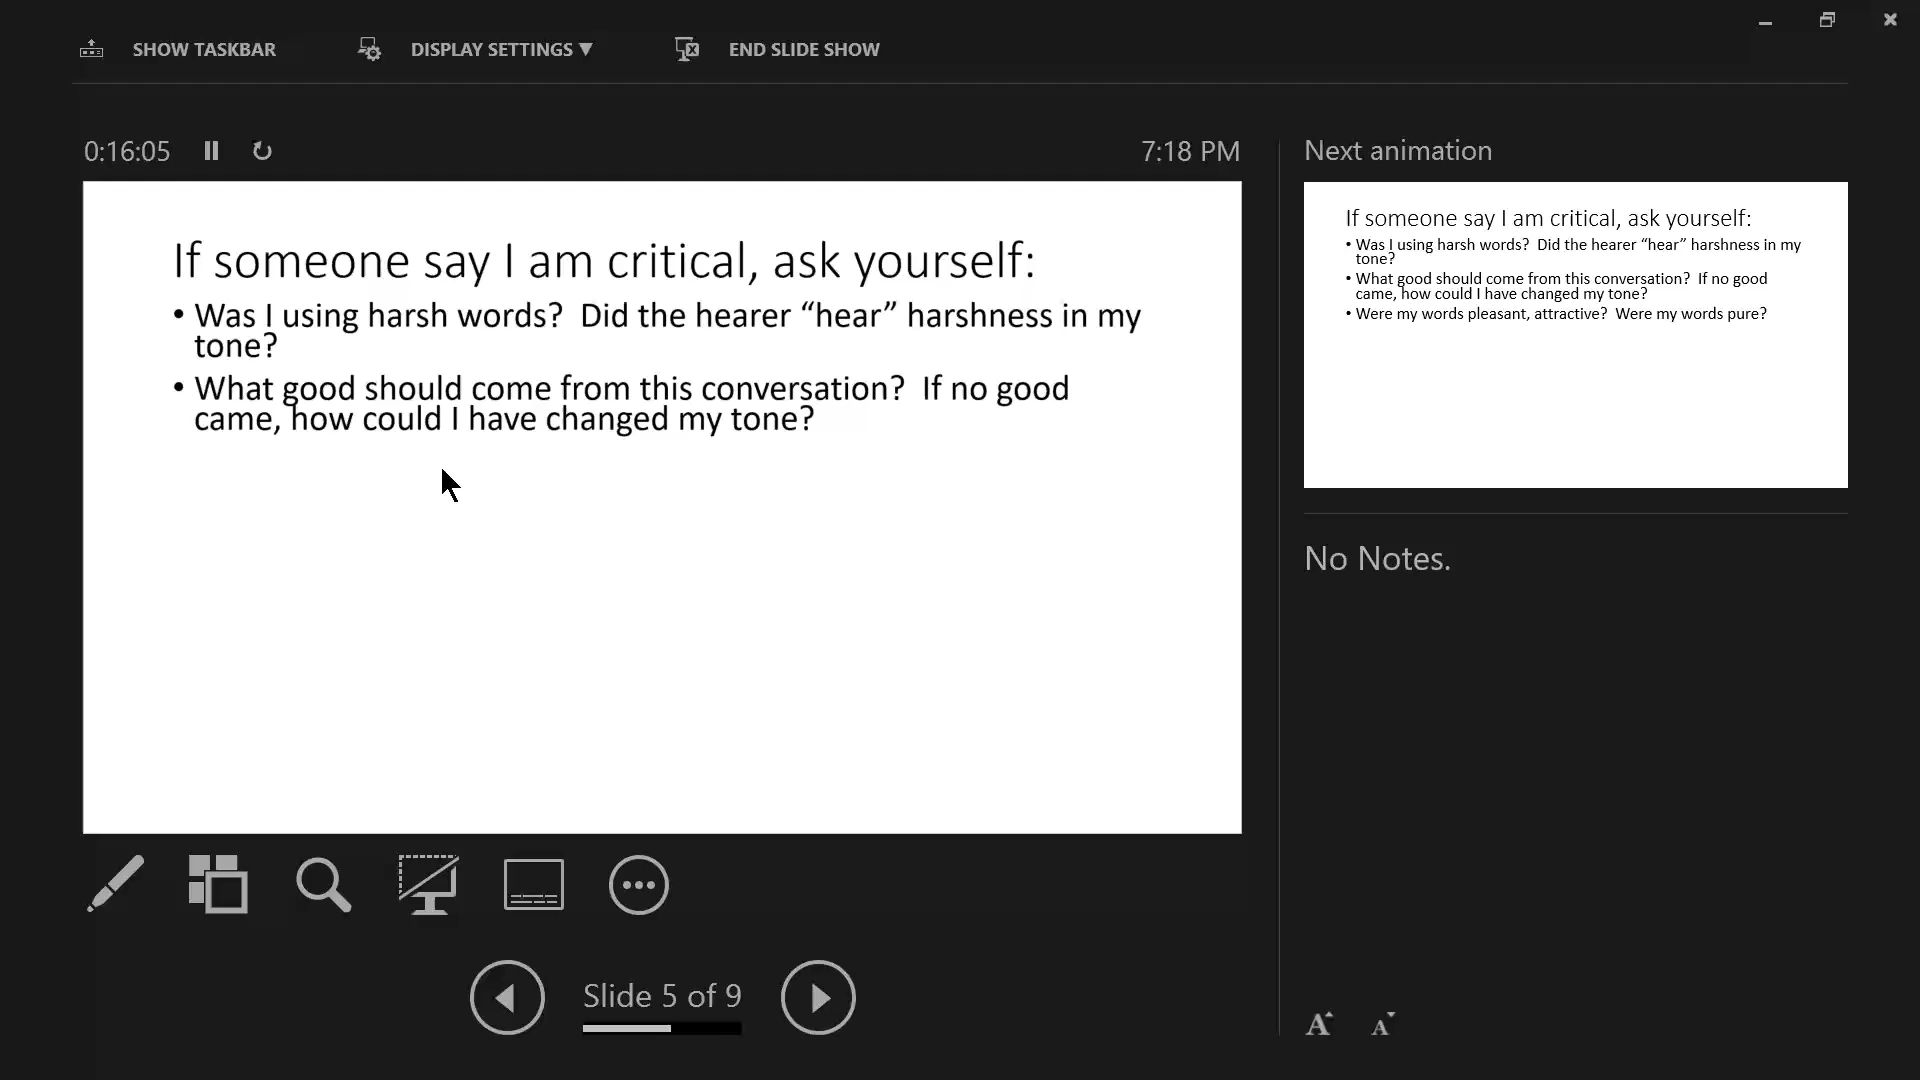 SHOW TASKBAR
DISPLAY SETTINGS ▼
END SLIDE SHOW
0:16:05
7:18 PM
If someone say I am critical, ask yourself:
• Was I using harsh words?  Did the hearer “hear” harshness in my
tone?
• What good should come from this conversation?  If no good
came, how could I have changed my tone?
Slide 5 of 9
Next animation
If someone say I am critical, ask yourself:
• Was I using harsh words?  Did the hearer “hear” harshness in my
tone?
• What good should come from this conversation?  If no good
came, how could I have changed my tone?
• Were my words pleasant, attractive?  Were my words pure?
No Notes.
A A